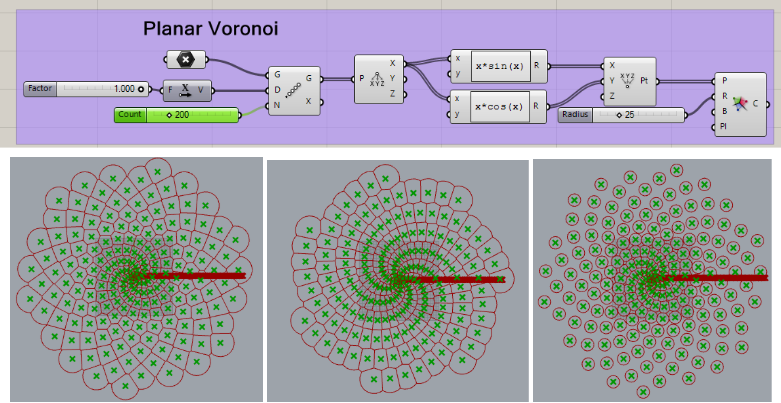 Planar Voronoi
Factor 1.000
F X V
Count 200
G D N G X
P X Y Z X Y Z
x y x*sin(x) R
x y x*cos(x) R
X Y Z X Y Z Pt
Radius 25
P R B Pl C